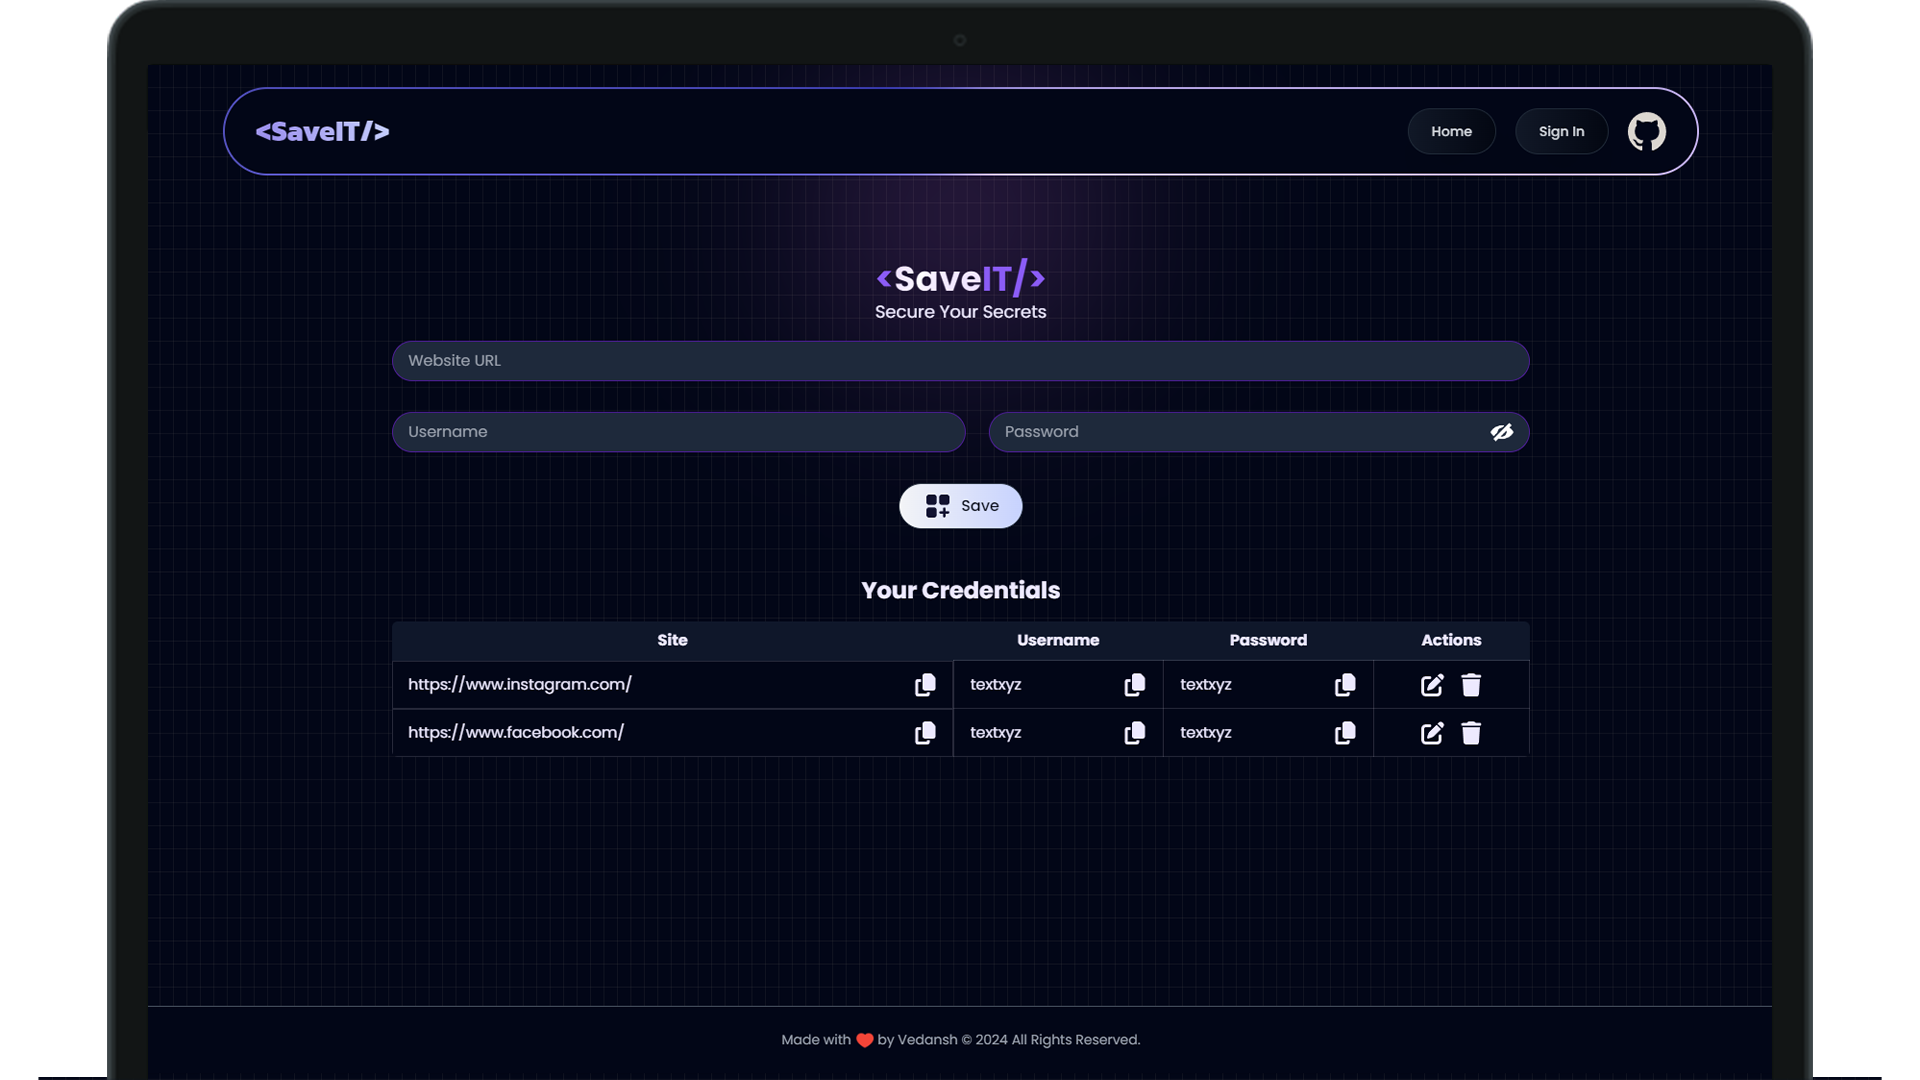 <SaveIT/>
Home
Sign In
<SaveIT/>
Secure Your Secrets
Website URL
Username
Password
Save
Your Credentials
Site Username Password Actions
https://www.instagram.com/ textxyz textxyz
https://www.facebook.com/ textxyz textxyz
Made with ❤️ by Vedansh © 2024 All Rights Reserved.